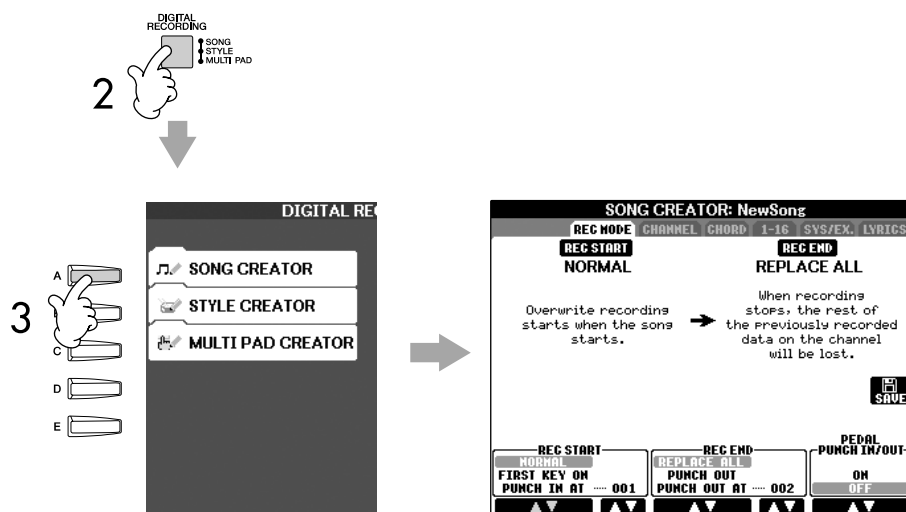 DIGITAL
RECORDING
SONG
STYLE
MULTI PAD
2
DIGITAL RE
A
SONG CREATOR
STYLE CREATOR
3
C
MULTI PAD CREATOR
D
E
SONG CREATOR: NewSong
REC MODE CHANNEL CHORD 1-16 SYS/EX. LYRICS
REC START
NORMAL
Overwrite recording
starts when the song
starts.
REC END
REPLACE ALL
When recording
stops, the rest of
the previously recorded
data on the channel
will be lost.
SAVE
REC START
NORMAL
FIRST KEY ON
PUNCH IN AT ···· 001
REC END
REPLACE ALL
PUNCH OUT
PUNCH OUT AT ···· 002
PEDAL
PUNCH IN/OUT
ON
OFF